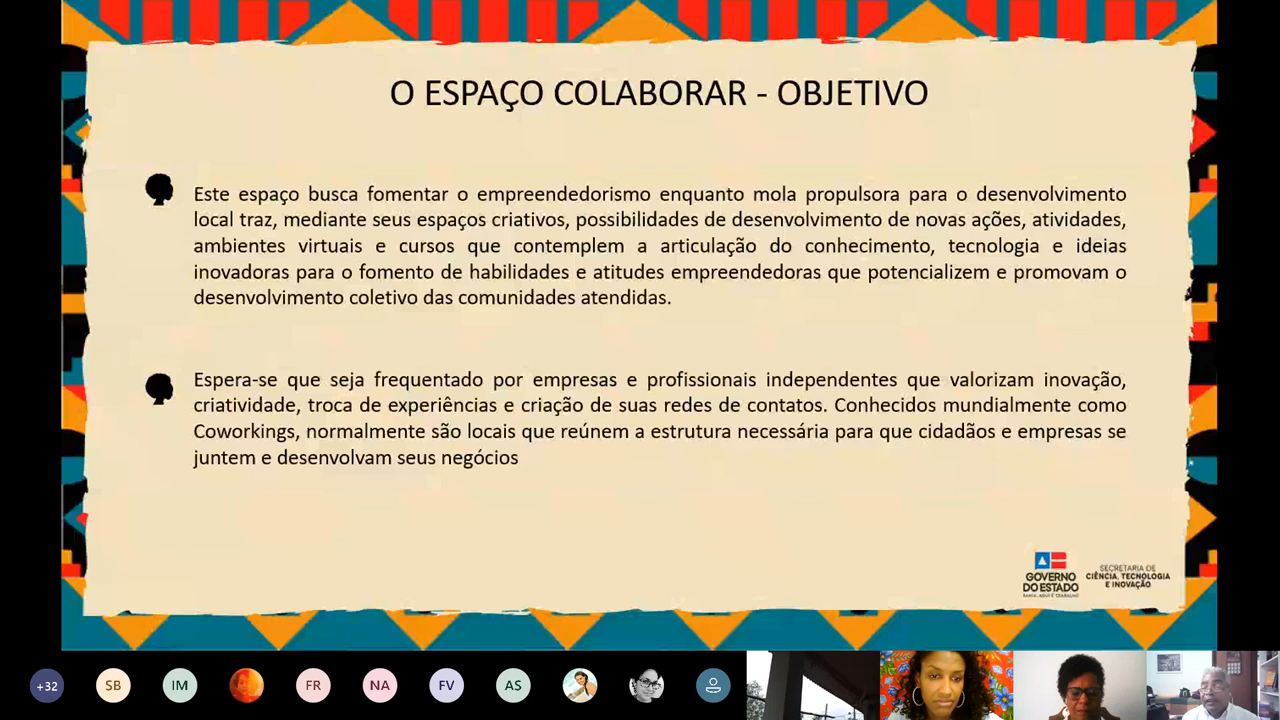 O ESPAÇO COLABORAR - OBJETIVO
Este espaço busca fomentar o empreendedorismo enquanto mola propulsora para o desenvolvimento
local traz, mediante seus espaços criativos, possibilidades de desenvolvimento de novas ações, atividades,
ambientes virtuais e cursos que contemplem a articulação do conhecimento, tecnologia e ideias
inovadoras para o fomento de habilidades e atitudes empreendedoras que potencializem e promovam o
desenvolvimento coletivo das comunidades atendidas.
Espera-se que seja frequentado por empresas e profissionais independentes que valorizam inovação,
criatividade, troca de experiências e criação de suas redes de contatos. Conhecidos mundialmente como
Coworkings, normalmente são locais que reúnem a estrutura necessária para que cidadãos e empresas se
juntem e desenvolvam seus negócios
GOVERNO
DO ESTADO
BAHIA. AQUI É TRABALHO
SECRETARIA DE
CIÊNCIA, TECNOLOGIA
E INOVAÇÃO
+32
SB
IM
FR
NA
FV
AS